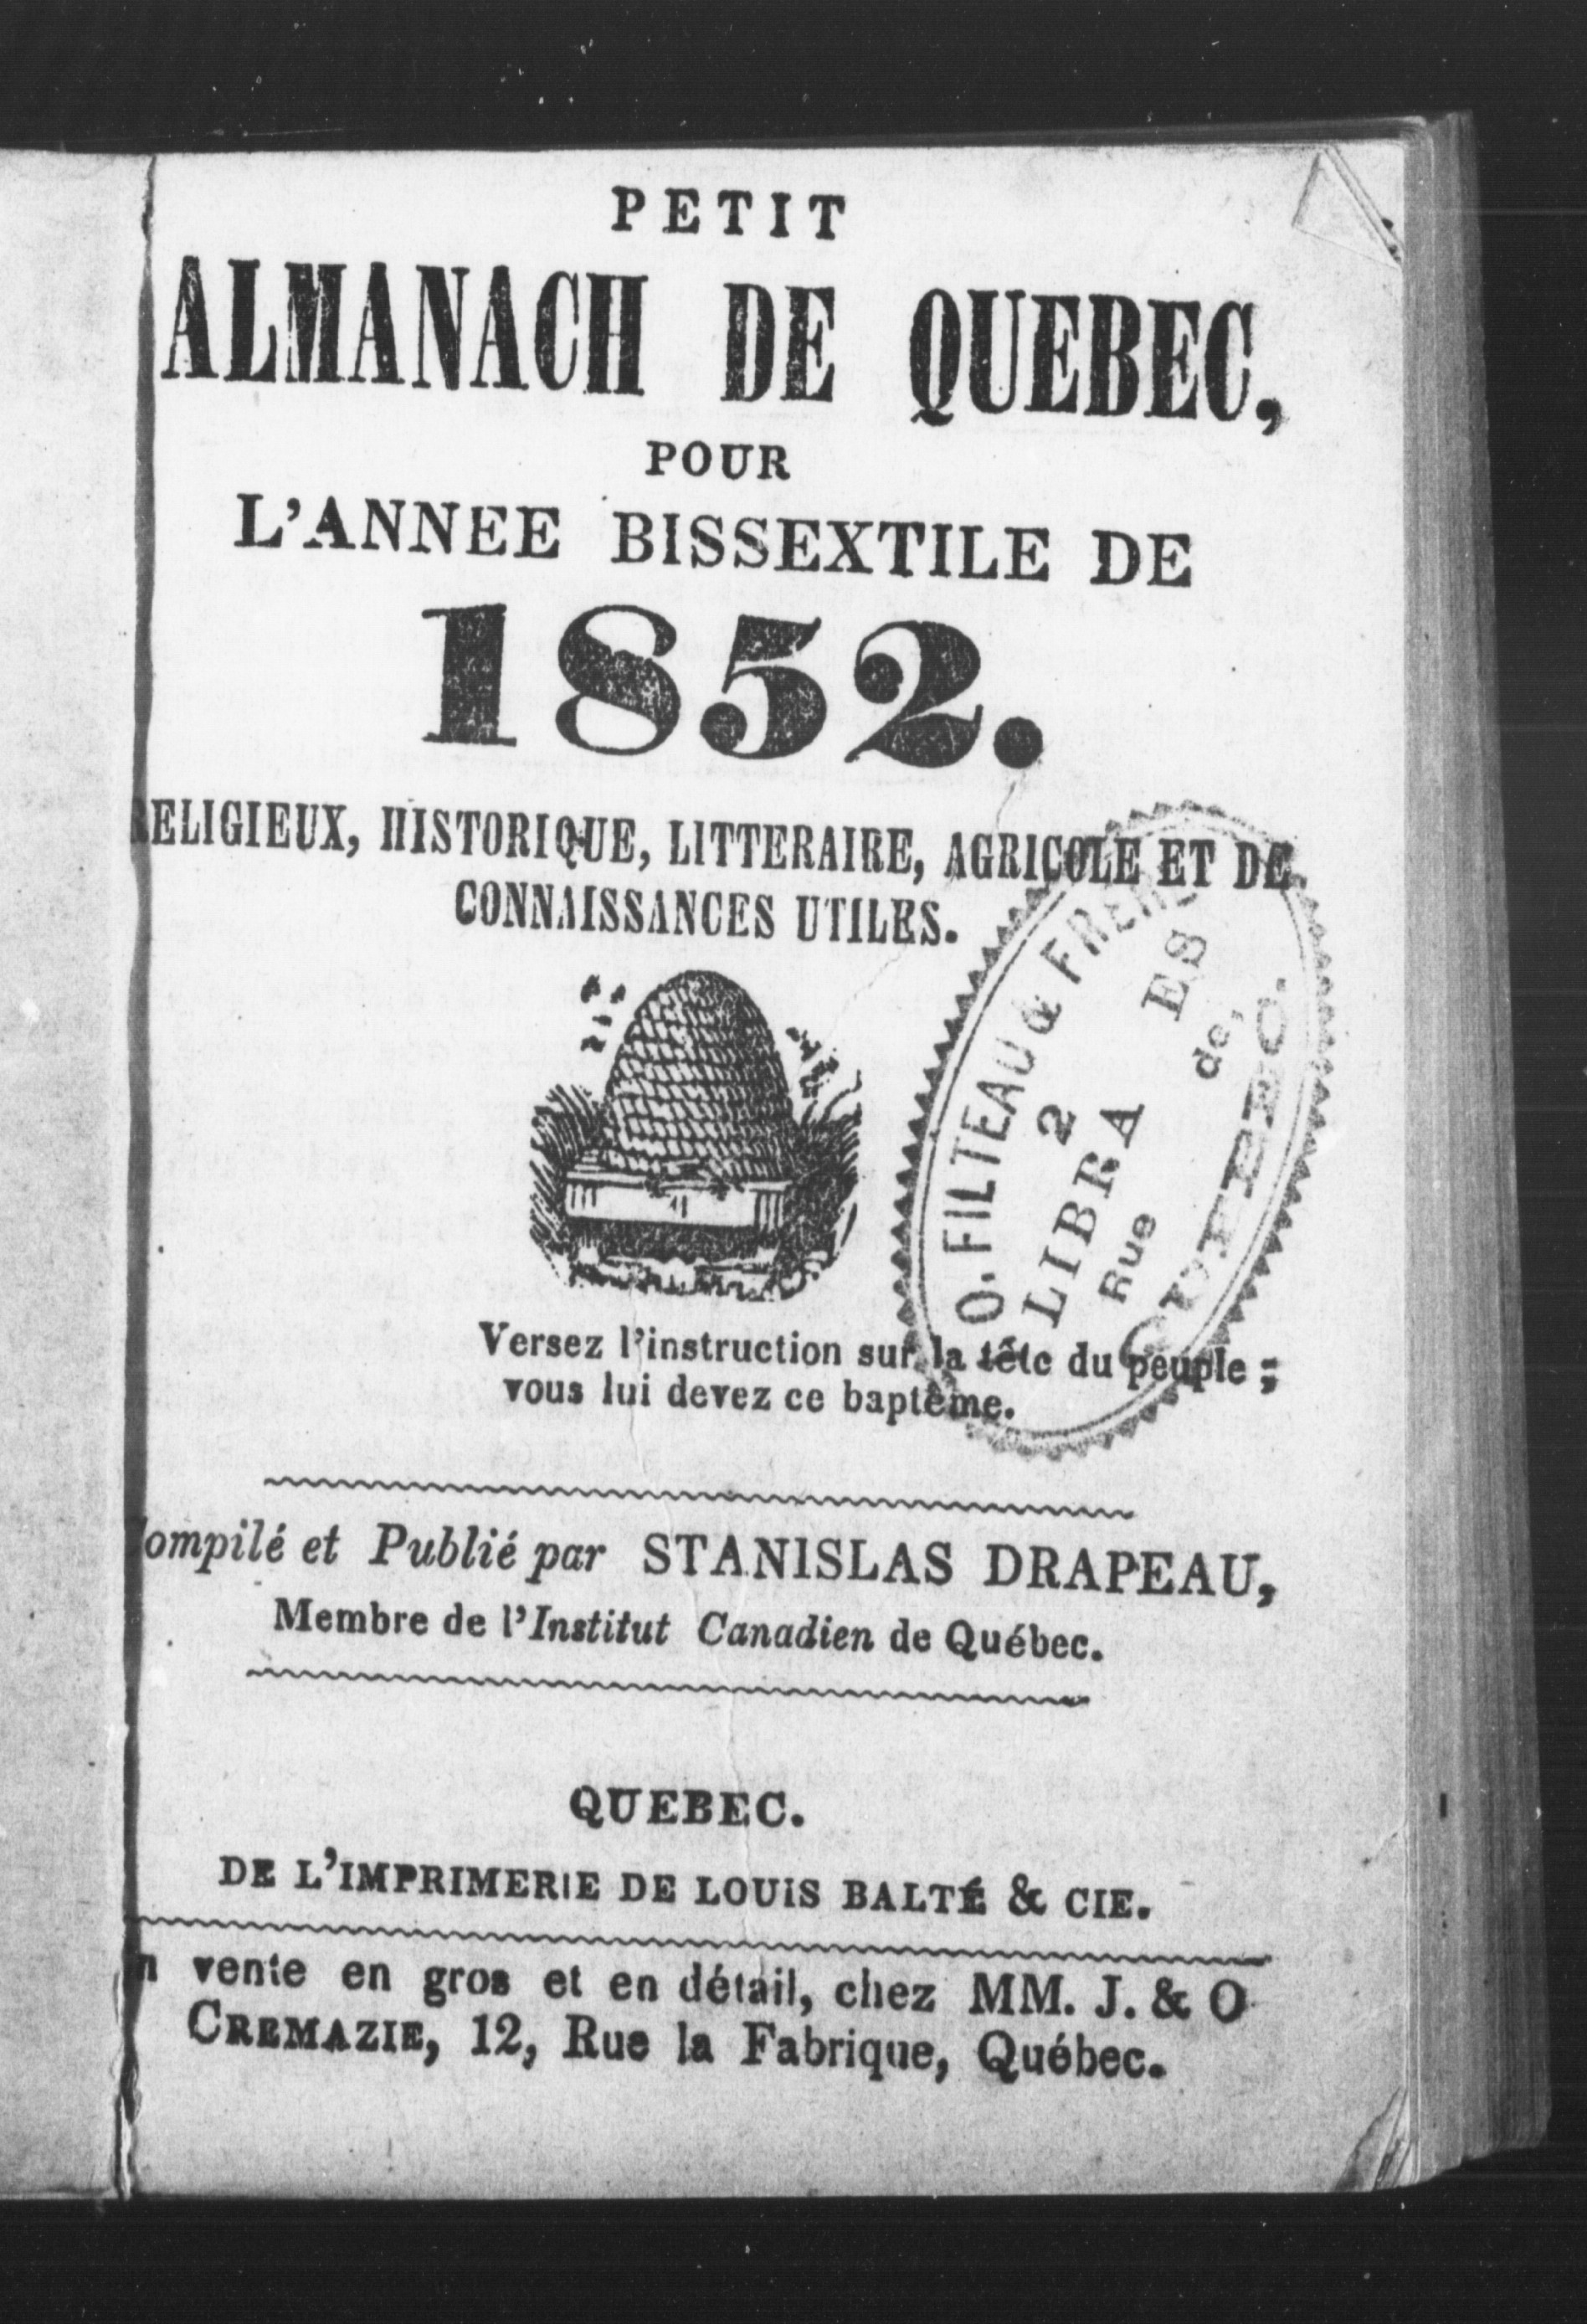 PETIT
ALMANACH DE QUEBEC,
POUR
L'ANNEE BISSEXTILE DE
1852.
RELIGIEUX, HISTORIQUE, LITTERAIRE, AGRICOLE ET DE
CONNAISSANCES UTILES.
O. FILTEAU & FRERE
2
LIBRA ES
Rue de,
QUEBEC.
Versez l'instruction sur la tête du peuple ;
vous lui devez ce baptême.
ompilé et Publié par STANISLAS DRAPEAU,
Membre de l'Institut Canadien de Québec.
QUEBEC.
DE L'IMPRIMERIE DE LOUIS BALTÉ & CIE.
n vente en gros et en détail, chez MM. J. & O
CREMAZIE, 12, Rue la Fabrique, Québec.